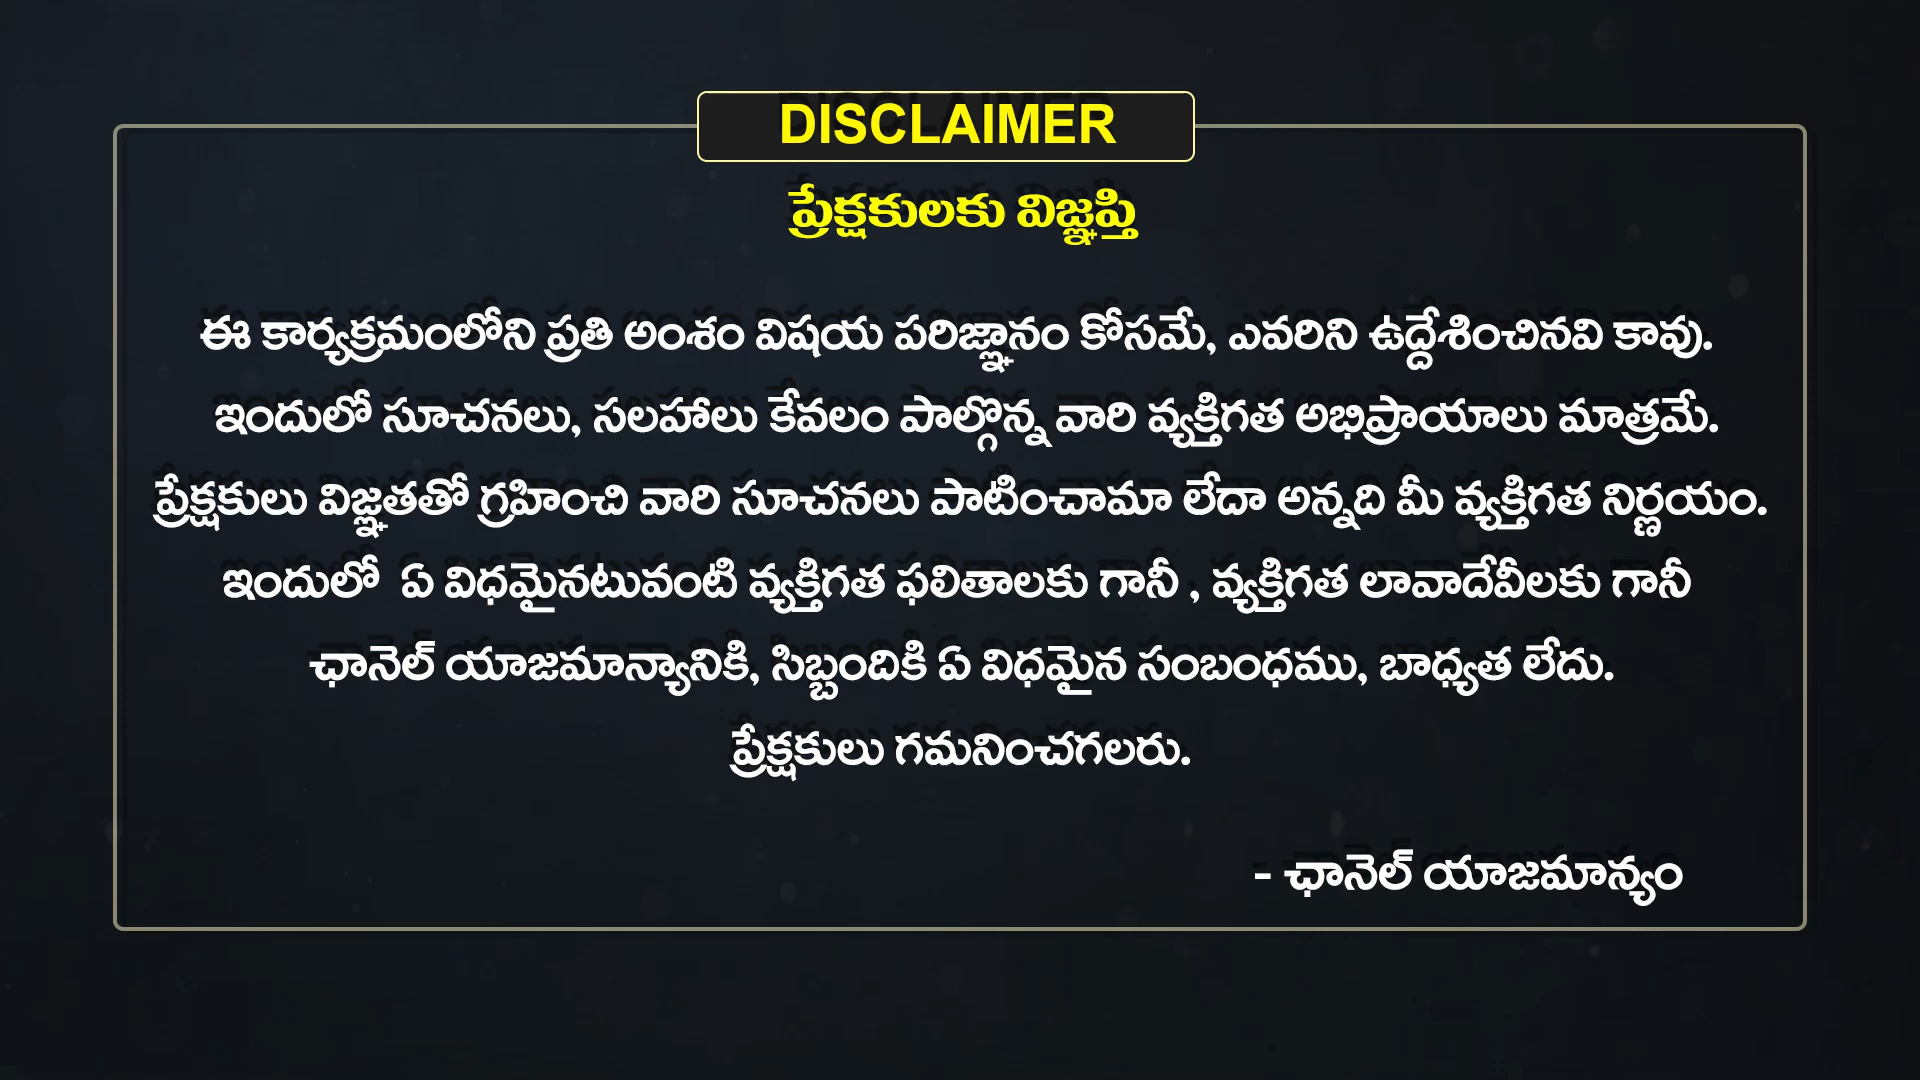 DISCLAIMER
ప్రేక్షకులకు విజ్ఞప్తి
ఈ కార్యక్రమంలోని ప్రతి అంశం విషయ పరిజ్ఞానం కోసమే, ఎవరిని ఉద్దేశించినవి కావు.
ఇందులో సూచనలు, సలహాలు కేవలం పాల్గొన్న వారి వ్యక్తిగత అభిప్రాయాలు మాత్రమే.
ప్రేక్షకులు విజ్ఞతతో గ్రహించి వారి సూచనలు పాటించామా లేదా అన్నది మీ వ్యక్తిగత నిర్ణయం.
ఇందులో ఏ విధమైనటువంటి వ్యక్తిగత ఫలితాలకు గానీ , వ్యక్తిగత లావాదేవీలకు గానీ
ఛానెల్ యాజమాన్యానికి, సిబ్బందికి ఏ విధమైన సంబంధము, బాధ్యత లేదు.
ప్రేక్షకులు గమనించగలరు.
- ఛానెల్ యాజమాన్యం